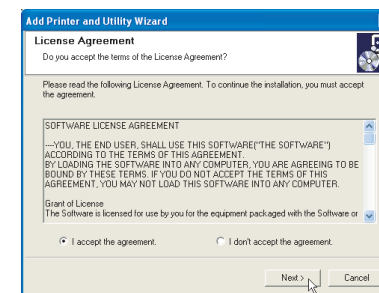 Add Printer and Utility Wizard
License Agreement
Do you accept the terms of the License Agreement?
Please read the following License Agreement. To continue the installation, you must accept
the agreement.
SOFTWARE LICENSE AGREEMENT
----YOU, THE END USER, SHALL USE THIS SOFTWARE("THE SOFTWARE")
ACCORDING TO THE TERMS OF THIS AGREEMENT.
BY LOADING THE SOFTWARE INTO ANY COMPUTER, YOU ARE AGREEING TO BE
BOUND BY THESE TERMS. IF YOU DO NOT ACCEPT THE TERMS OF THIS
AGREEMENT, YOU MAY NOT LOAD THIS SOFTWARE INTO ANY COMPUTER.
Grant of License
The Software is licensed for use by you for the equipment packaged with the Software or
I accept the agreement.
I don't accept the agreement.
Next >
Cancel